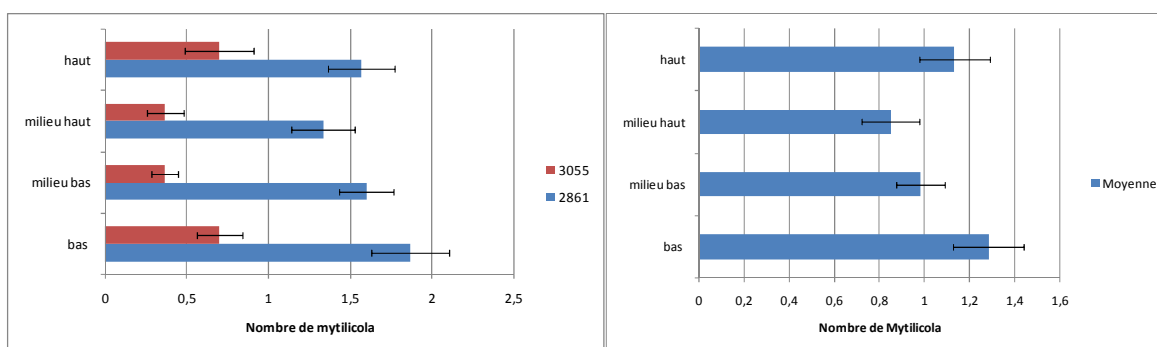 haut
milieu haut
milieu bas
bas
0 0,5 1 1,5 2 2,5
Nombre de mytilicola
3055
2861
haut
milieu haut
milieu bas
bas
0 0,2 0,4 0,6 0,8 1 1,2 1,4 1,6
Nombre de Mytilicola
Moyenne